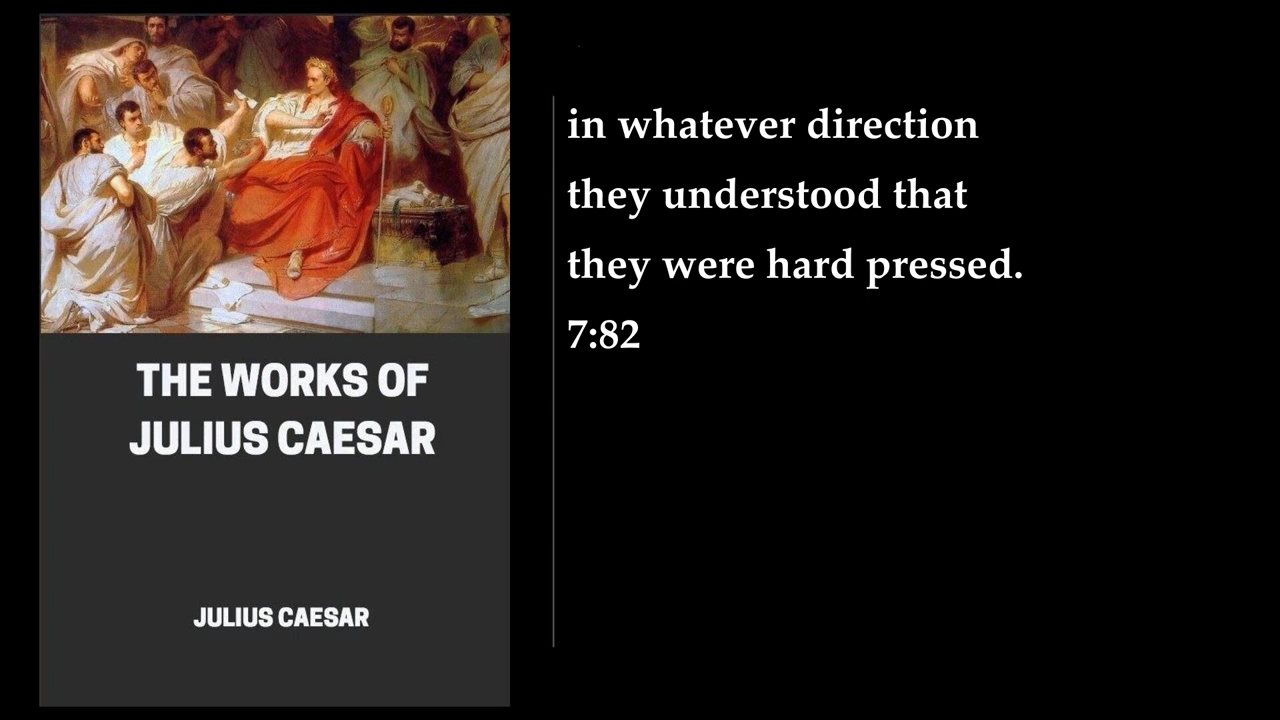 THE WORKS OF
JULIUS CAESAR
JULIUS CAESAR
in whatever direction
they understood that
they were hard pressed.
7:82